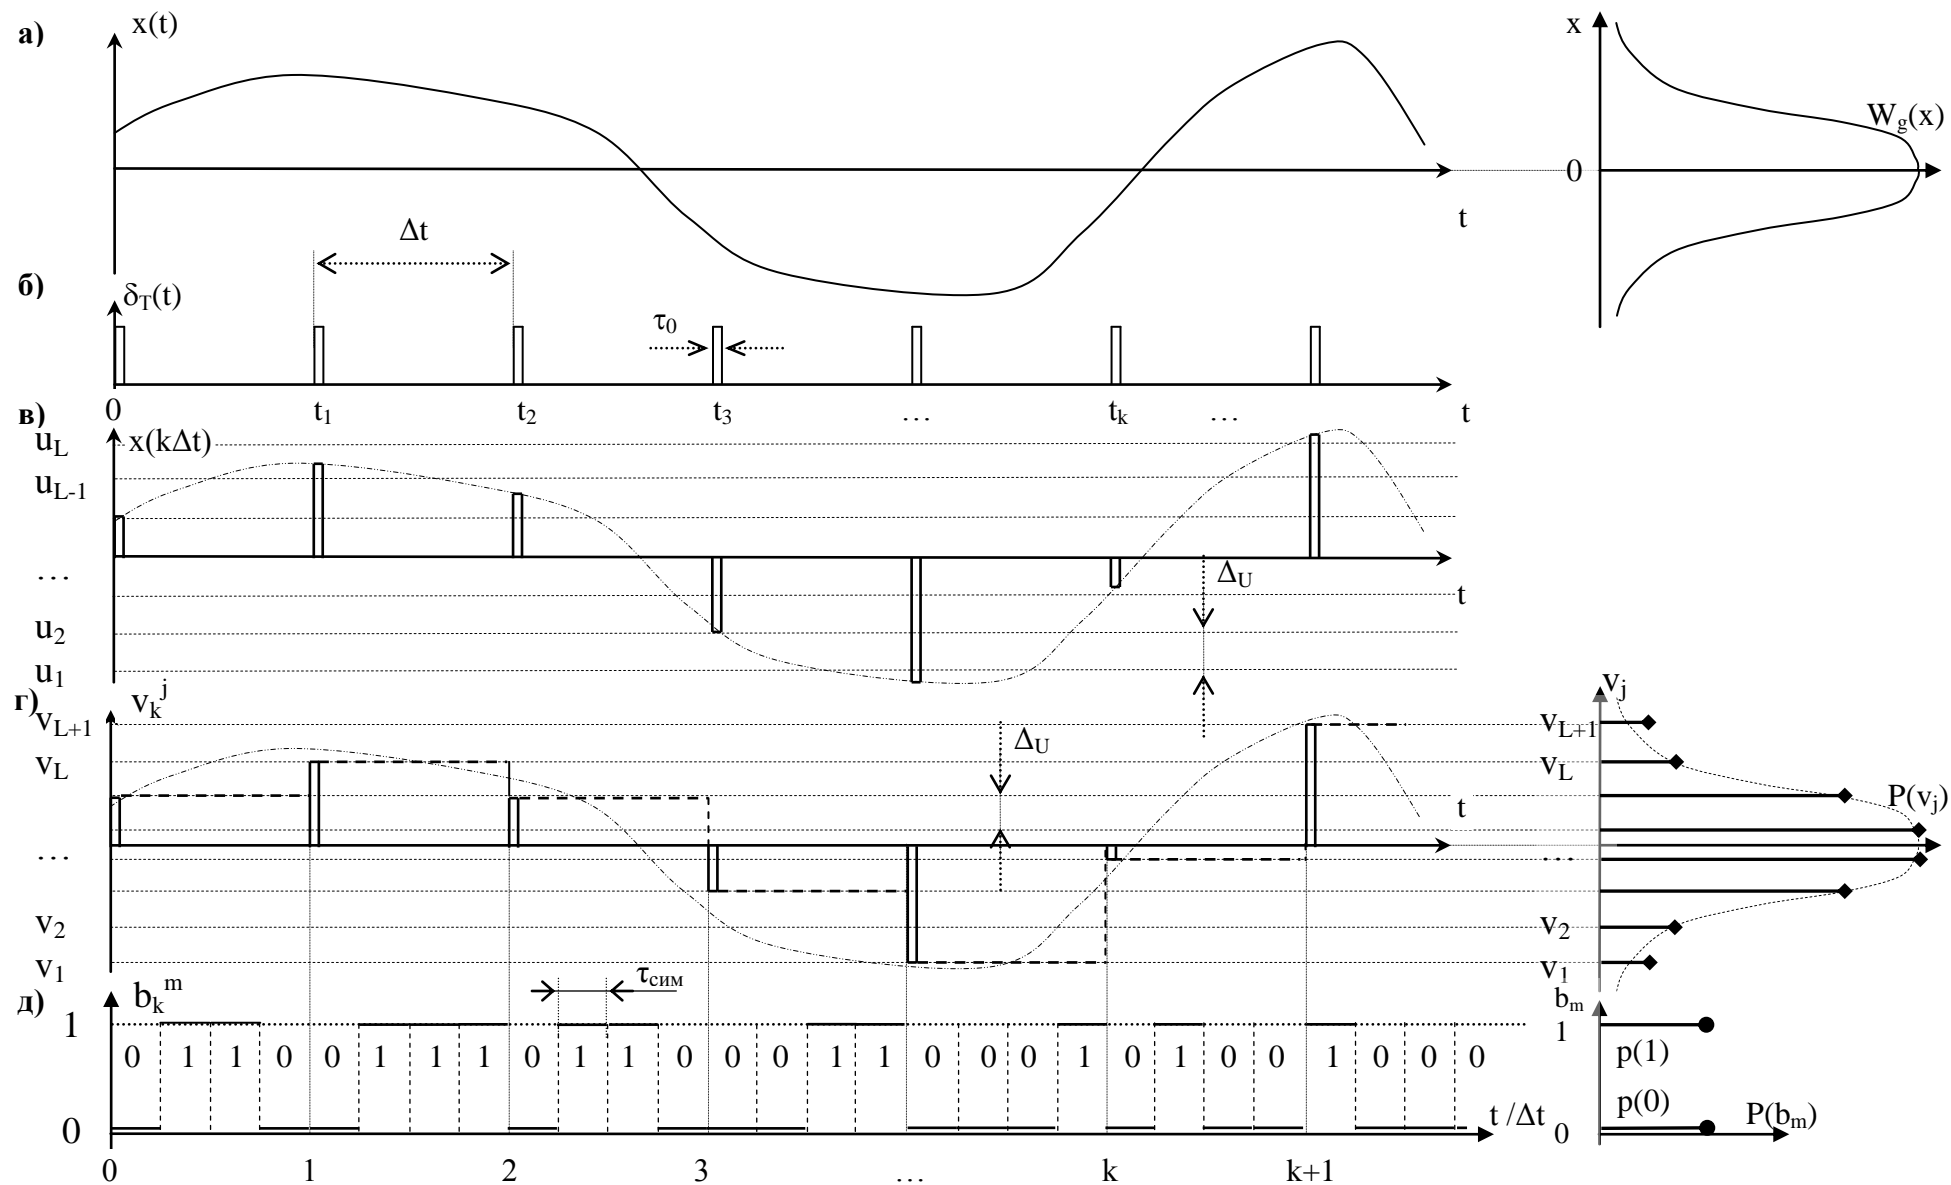 а) x(t) x
W_g(x)
0
t
Δt
б) δ_T(t)
τ_0
0 t_1 t_2 t_3 … t_k … t
в) x(kΔt)
u_L
u_L-1
… Δ_U
t
u_2
u_1
г) v_k^j v_j
v_L+1 v_L+1
Δ_U
v_L v_L
t P(v_j)
… …
v_2 v_2
v_1 v_1
τ_сим
д) b_k^m b_m
1 1
0 1 1 0 0 1 1 1 0 1 1 0 0 0 1 1 0 0 0 1 0 1 0 0 1 0 0 0 p(1)
p(0)
t /Δt P(b_m)
0 0
0 1 2 3 … k k+1